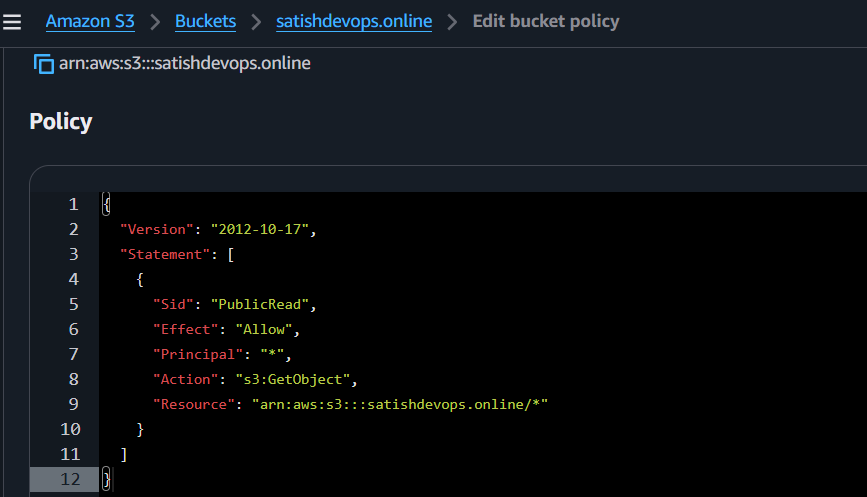 Amazon S3 > Buckets > satishdevops.online > Edit bucket policy
arn:aws:s3:::satishdevops.online
Policy
1 {
2 "Version": "2012-10-17",
3 "Statement": [
4 {
5 "Sid": "PublicRead",
6 "Effect": "Allow",
7 "Principal": "*",
8 "Action": "s3:GetObject",
9 "Resource": "arn:aws:s3:::satishdevops.online/*"
10 }
11 ]
12 }